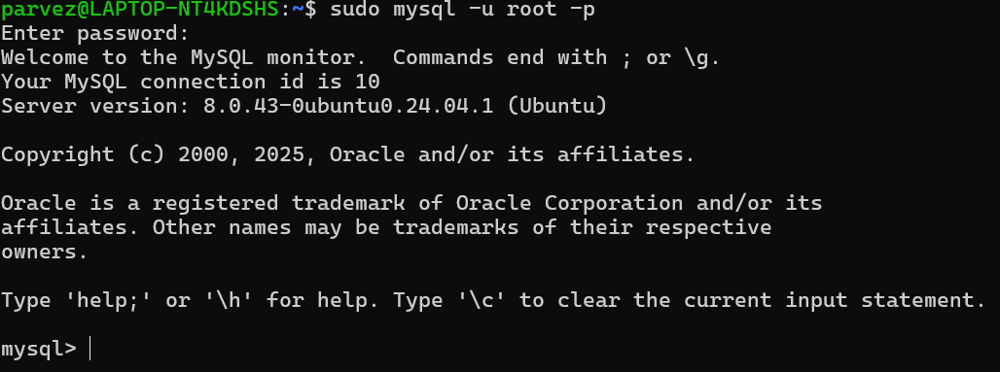 parvez@LAPTOP-NT4KDSHS:~$ sudo mysql -u root -p
Enter password:
Welcome to the MySQL monitor.  Commands end with ; or \g.
Your MySQL connection id is 10
Server version: 8.0.43-0ubuntu0.24.04.1 (Ubuntu)

Copyright (c) 2000, 2025, Oracle and/or its affiliates.

Oracle is a registered trademark of Oracle Corporation and/or its
affiliates. Other names may be trademarks of their respective
owners.

Type 'help;' or '\h' for help. Type '\c' to clear the current input statement.

mysql>